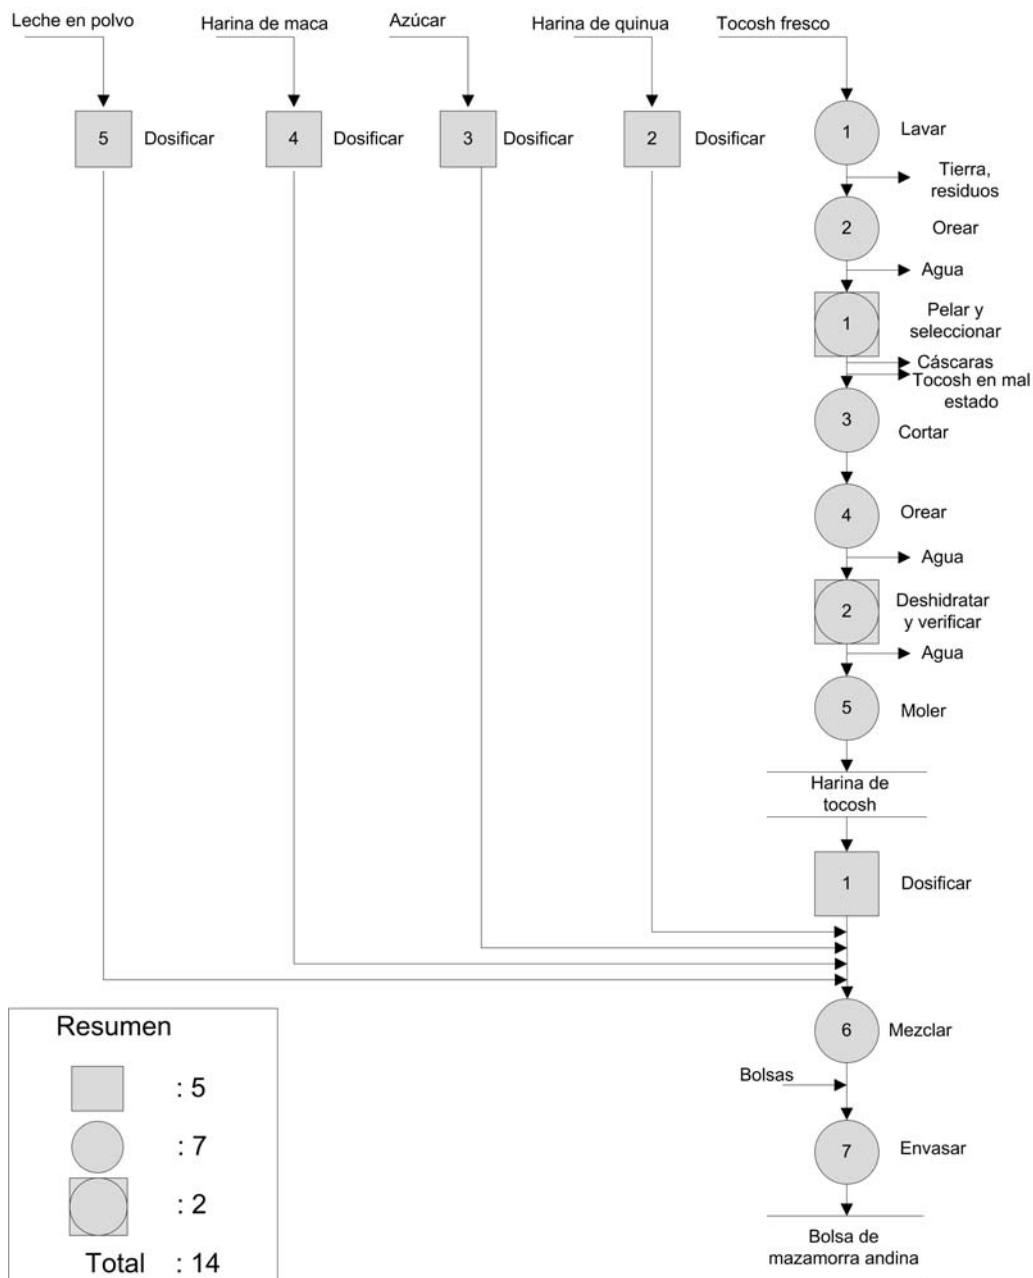 Leche en polvo
Harina de maca
Azúcar
Harina de quinua
Tocosh fresco
5
Dosificar
4
Dosificar
3
Dosificar
2
Dosificar
1
Lavar
Tierra,
residuos
2
Orear
Agua
1
Pelar y
seleccionar
Cáscaras
Tocosh en mal
estado
3
Cortar
4
Orear
Agua
2
Deshidratar
y verificar
Agua
5
Moler
Harina de
tocosh
1
Dosificar
6
Mezclar
Bolsas
7
Envasar
Bolsa de
mazamorra andina
Resumen
: 5
: 7
: 2
Total : 14